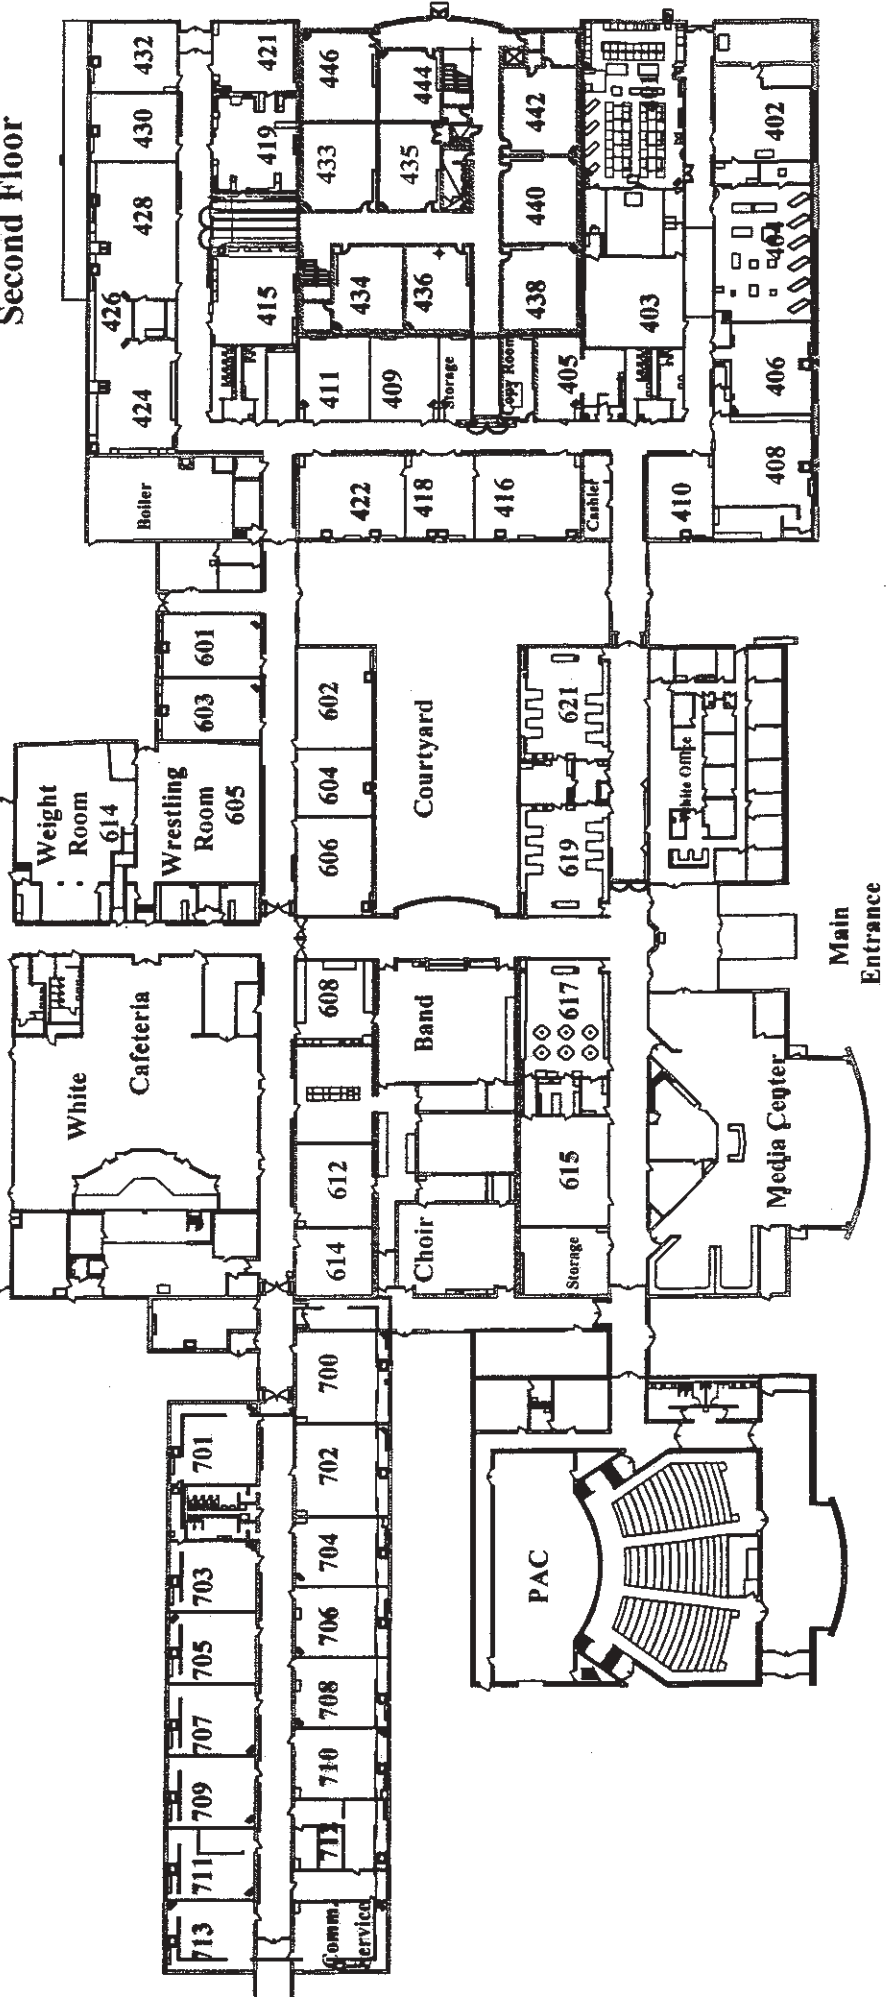 Second Floor
432
421
446
444
442
401
402
430
419
433
435
440
428
404
426
415
434
436
438
403
424
411
409
Storage
Copy Room
405
406
Boiler
422
418
416
Cashier
410
408
601
603
602
621
Weight
Room
614
Wrestling
Room
605
604
606
Courtyard
619
White Office
Main
Entrance
White
Cafeteria
608
Band
617
612
614
Choir
615
Storage
Media Center
700
701
702
703
704
705
706
707
708
709
710
711
712
713
Comm.
Service
PAC